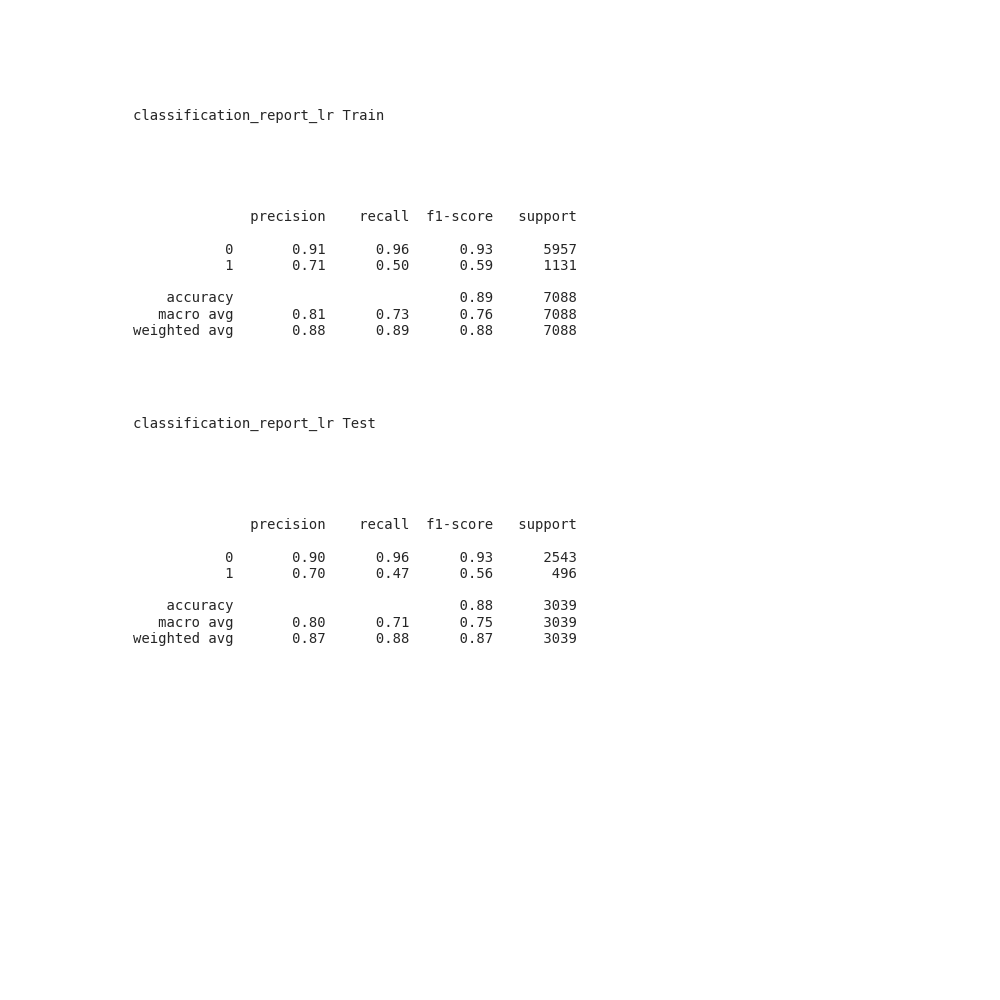 classification_report_lr Train
precision    recall  f1-score   support
0       0.91      0.96      0.93      5957
1       0.71      0.50      0.59      1131
accuracy                           0.89      7088
macro avg       0.81      0.73      0.76      7088
weighted avg       0.88      0.89      0.88      7088
classification_report_lr Test
precision    recall  f1-score   support
0       0.90      0.96      0.93      2543
1       0.70      0.47      0.56       496
accuracy                           0.88      3039
macro avg       0.80      0.71      0.75      3039
weighted avg       0.87      0.88      0.87      3039